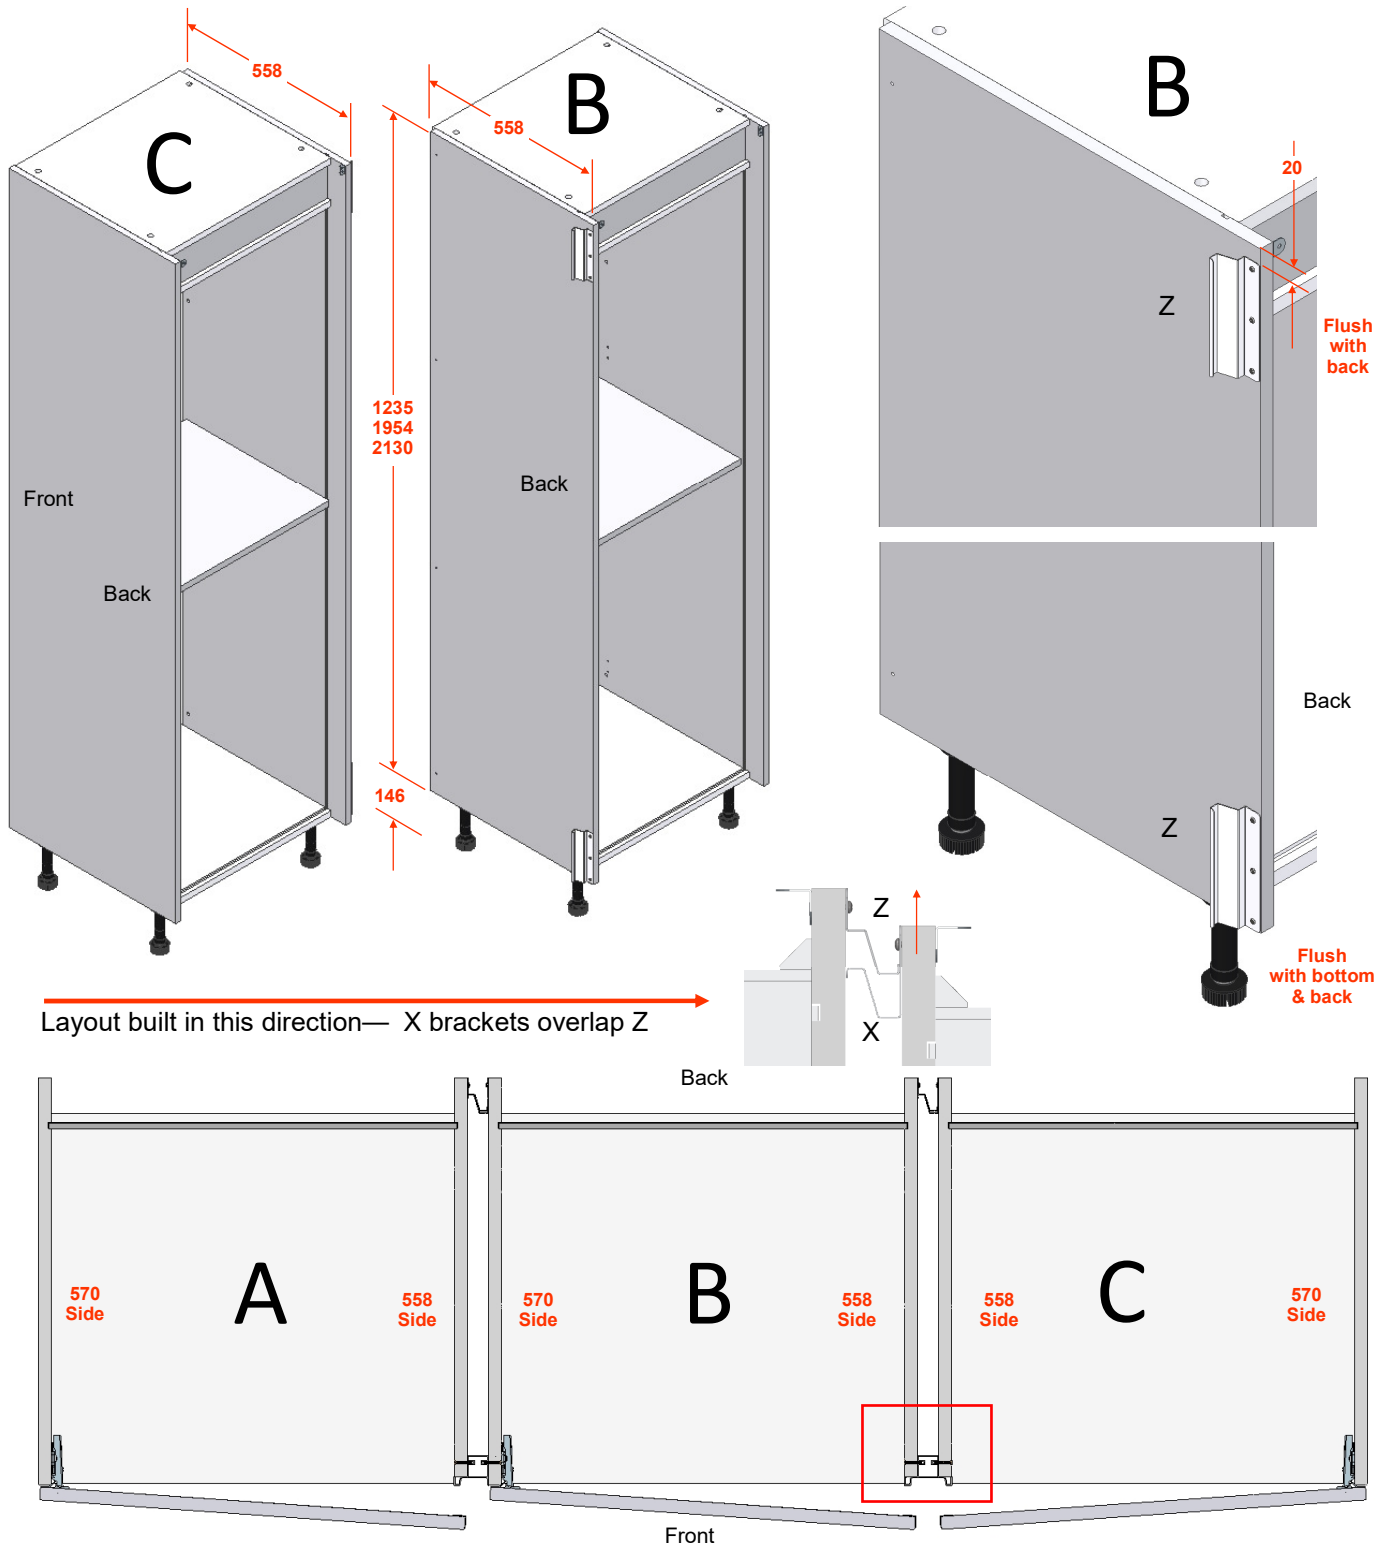 558
C
Front
Back
558
B
1235
1954
2130
Back
146
B
20
Z
Flush
with
back
Back
Z
Flush
with bottom
& back
Z
X
Layout built in this direction— X brackets overlap Z
Back
570
Side
A
558
Side
570
Side
B
558
Side
558
Side
C
570
Side
Front